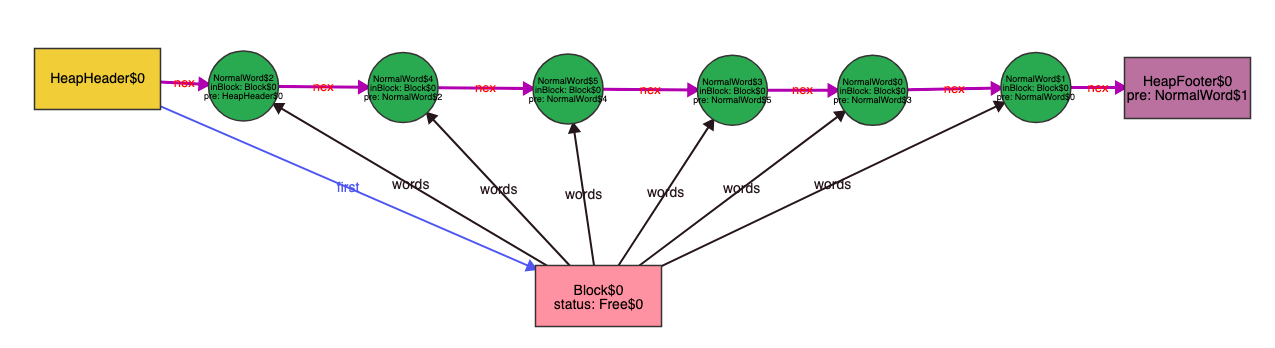 HeapHeader$0
nex
NormalWord$2
inBlock: Block$0
pre: HeapHeader$0
nex
NormalWord$4
inBlock: Block$0
pre: NormalWord$2
nex
NormalWord$5
inBlock: Block$0
pre: NormalWord$4
nex
NormalWord$3
inBlock: Block$0
pre: NormalWord$5
nex
NormalWord$0
inBlock: Block$0
pre: NormalWord$3
nex
NormalWord$1
inBlock: Block$0
pre: NormalWord$0
nex
HeapFooter$0
pre: NormalWord$1
first
words
words
words
words
words
words
Block$0
status: Free$0